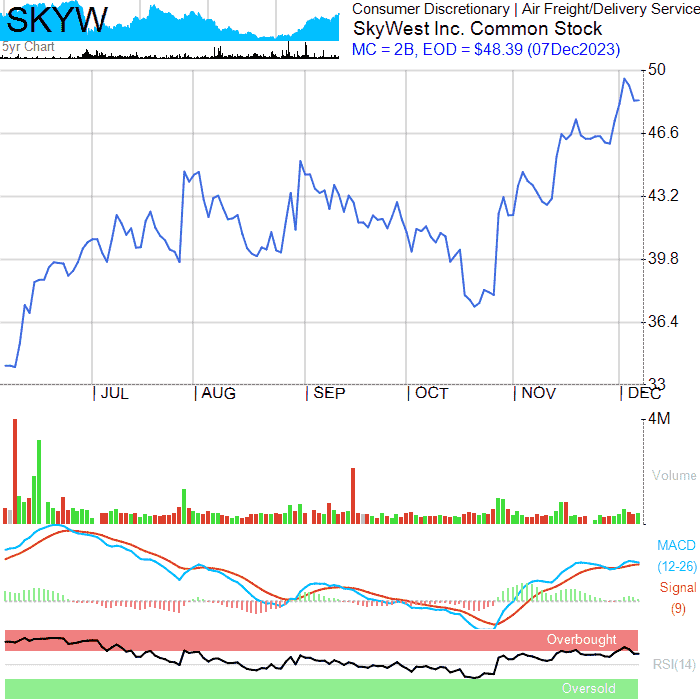 SKYW
5yr Chart
Consumer Discretionary | Air Freight/Delivery Service
SkyWest Inc. Common Stock
MC = 2B, EOD = $48.39 (07Dec2023)
50
46.6
43.2
39.8
36.4
33
| JUL | AUG | SEP | OCT | NOV | DEC
4M
Volume
MACD
(12-26)
Signal
(9)
Overbought
RSI(14)
Oversold